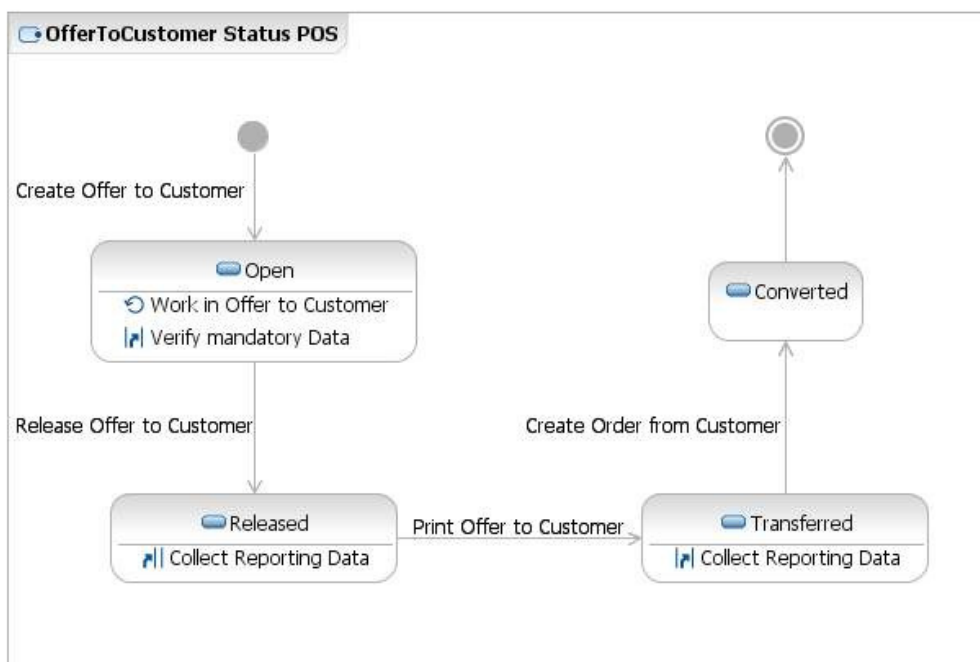 OfferToCustomer Status POS
Create Offer to Customer
Open
Work in Offer to Customer
Verify mandatory Data
Release Offer to Customer
Released
Collect Reporting Data
Print Offer to Customer
Transferred
Collect Reporting Data
Create Order from Customer
Converted